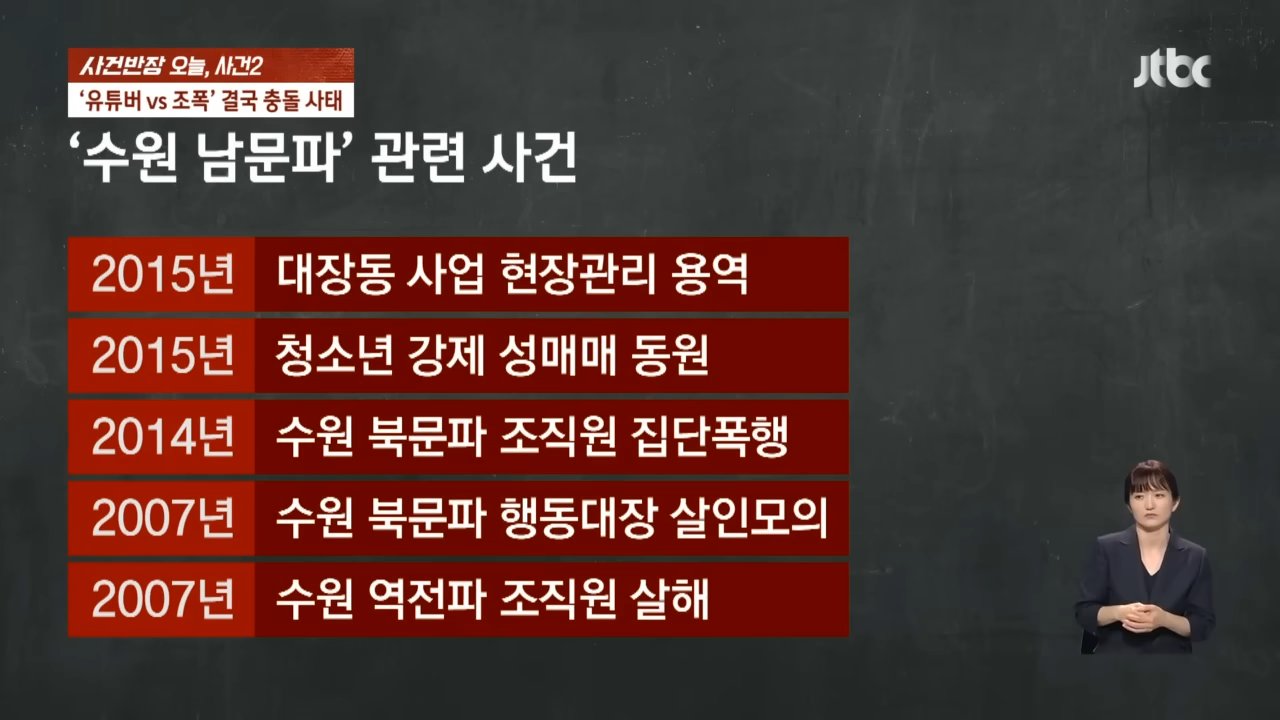 사건반장 오늘, 사건2
jtbc
‘유튜버 vs 조폭’ 결국 충돌 사태
‘수원 남문파’ 관련 사건
2015년 대장동 사업 현장관리 용역
2015년 청소년 강제 성매매 동원
2014년 수원 북문파 조직원 집단폭행
2007년 수원 북문파 행동대장 살인모의
2007년 수원 역전파 조직원 살해